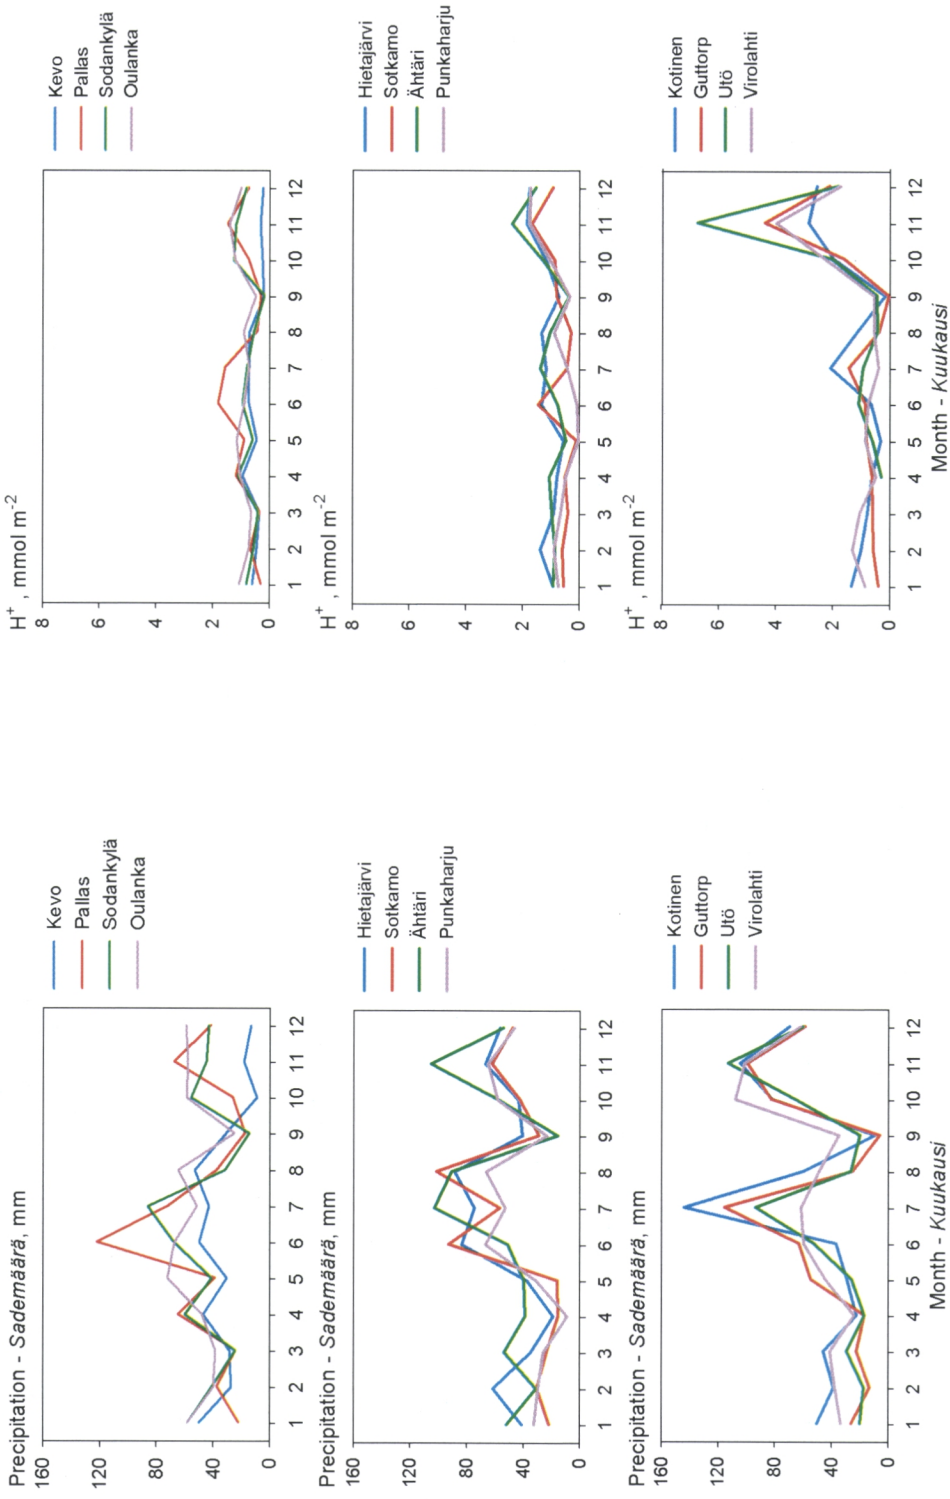 Precipitation - Sademäärä, mm
160
120
80
40
0
1 2 3 4 5 6 7 8 9 10 11 12
Kevo
Pallas
Sodankylä
Oulanka
H⁺ , mmol m⁻²
8
6
4
2
0
1 2 3 4 5 6 7 8 9 10 11 12
Kevo
Pallas
Sodankylä
Oulanka
Precipitation - Sademäärä, mm
160
120
80
40
0
1 2 3 4 5 6 7 8 9 10 11 12
Hietajärvi
Sotkamo
Ähtäri
Punkaharju
H⁺ , mmol m⁻²
8
6
4
2
0
1 2 3 4 5 6 7 8 9 10 11 12
Hietajärvi
Sotkamo
Ähtäri
Punkaharju
Precipitation - Sademäärä, mm
160
120
80
40
0
1 2 3 4 5 6 7 8 9 10 11 12
Month - Kuukausi
Kotinen
Guttorp
Utö
Virolahti
H⁺ , mmol m⁻²
8
6
4
2
0
1 2 3 4 5 6 7 8 9 10 11 12
Month - Kuukausi
Kotinen
Guttorp
Utö
Virolahti